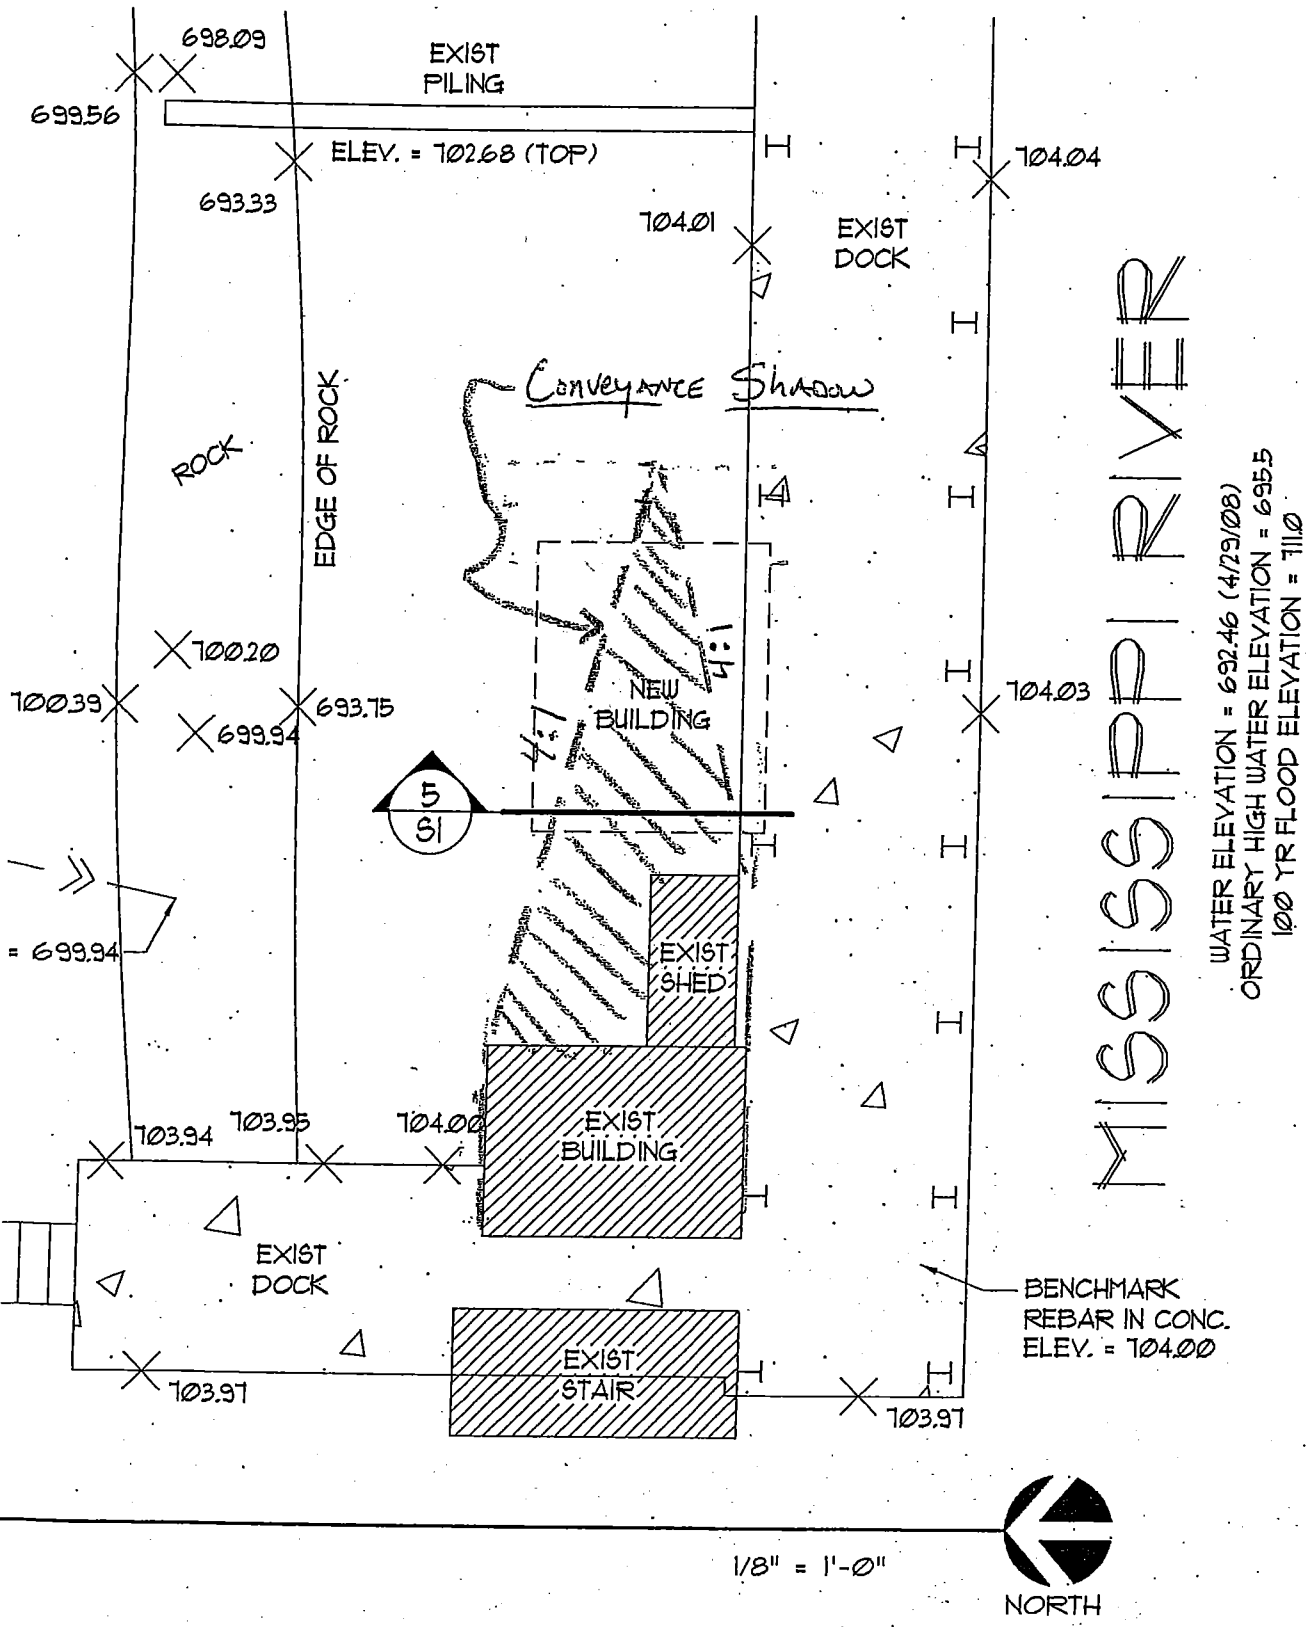 698.09
EXIST
PILING
699.56
ELEV. = 702.68 (TOP)
704.04
693.33
704.01
EXIST
DOCK
Conveyance Shadow
ROCK
EDGE OF ROCK
MISSISSIPPI RIVER
WATER ELEVATION = 692.46 (4/29/08)
ORDINARY HIGH WATER ELEVATION = 695.5
100 YR FLOOD ELEVATION = 711.0
4:1
700.20
700.39
693.75
699.94
NEW
BUILDING
704.03
4:1
5
S1
= 699.94
EXIST
SHED
703.94
703.95
704.00
EXIST
BUILDING
EXIST
DOCK
BENCHMARK
REBAR IN CONC.
ELEV. = 704.00
EXIST
STAIR
703.97
703.97
1/8" = 1'-0"
NORTH